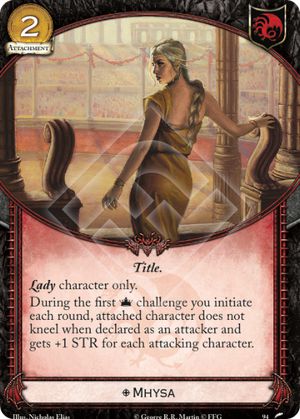 2
ATTACHMENT
Title.
Lady character only.
During the first challenge you initiate
each round, attached character does not
kneel when declared as an attacker and
gets +1 STR for each attacking character.
MHYSA
Illus. Nicholas Elias
© George R.R. Martin © FFG
94